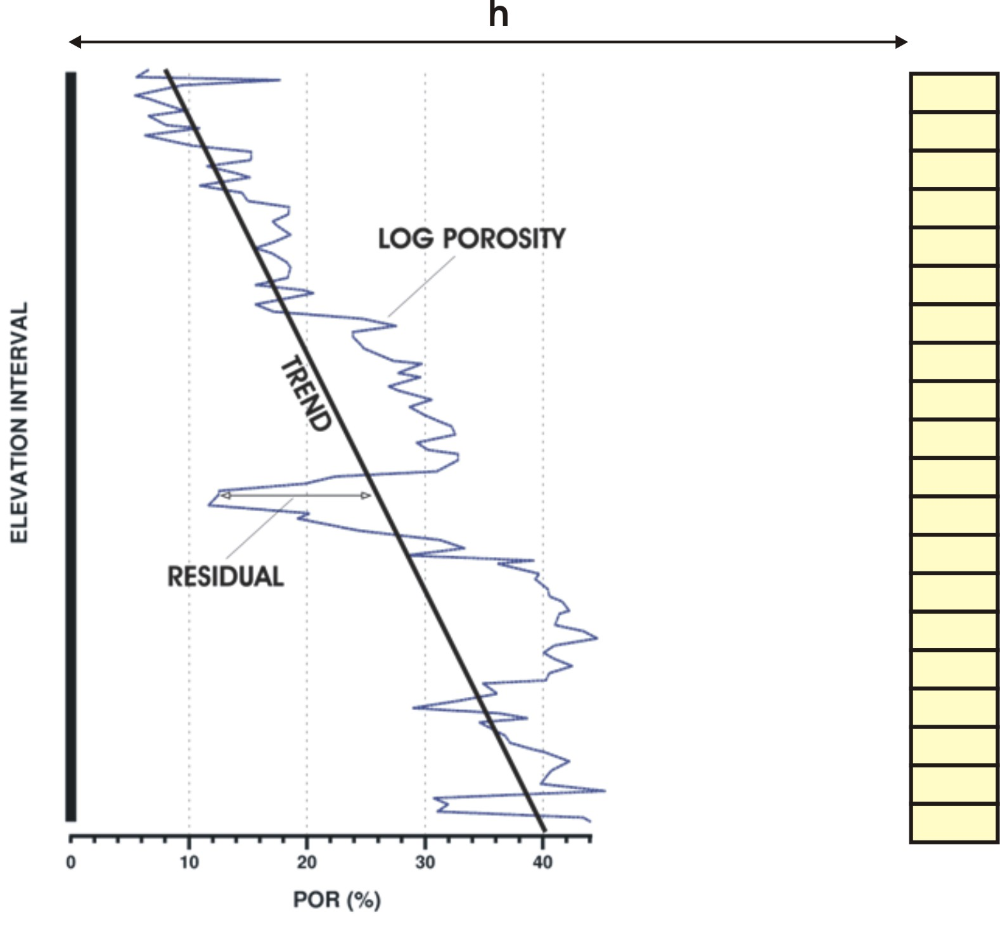 h
LOG POROSITY
TREND
ELEVATION INTERVAL
RESIDUAL
0 10 20 30 40
POR (%)